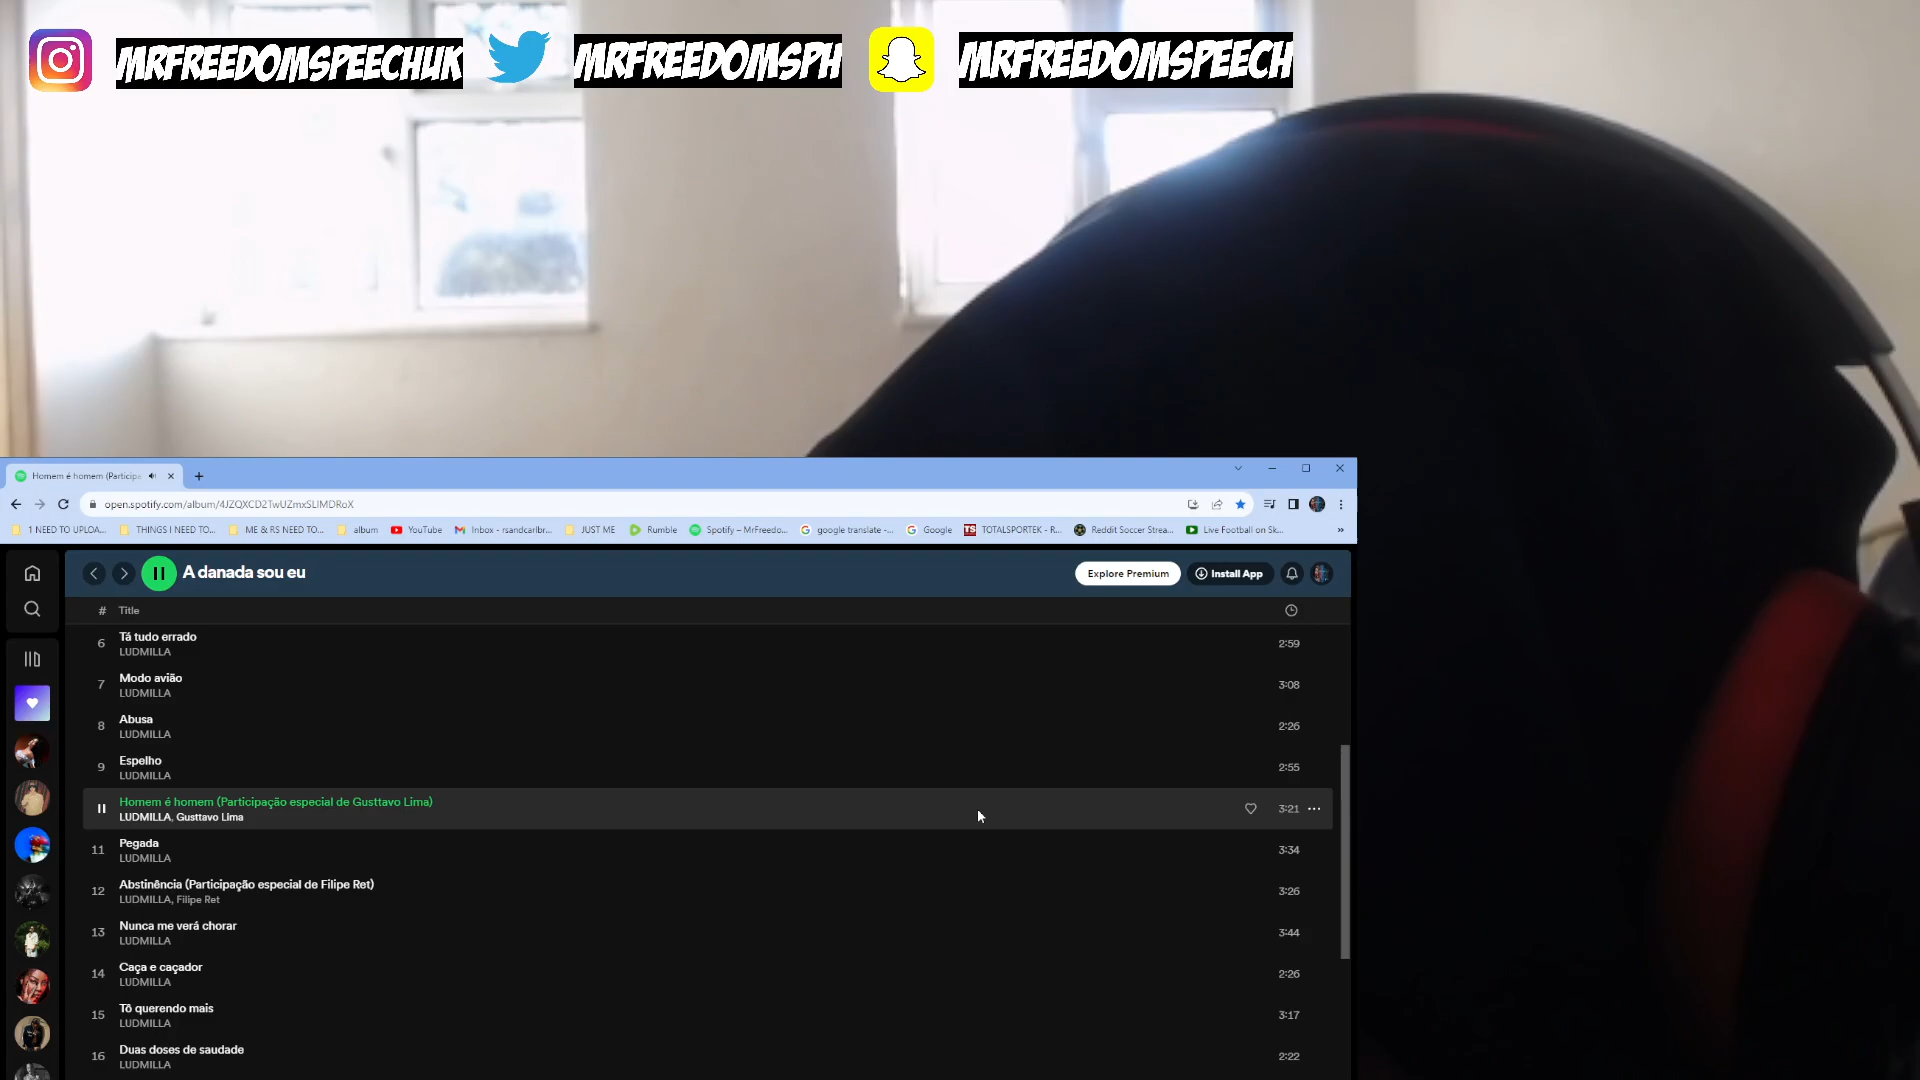 MRFREEDOMSPEECHUK MRFREEDOMSPH MRFREEDOMSPEECH
Homem é homem (Participa
open.spotify.com/album/4JZQXCD2TwUZmxSLIMDRoX
1 NEED TO UPLOA... THINGS I NEED TO... ME & RS NEED TO... album YouTube Inbox - rsandcarlbr... JUST ME Rumble Spotify – MrFreedo... google translate -... Google TOTALSPORTEK - R... Reddit Soccer Strea... Live Football on Sk... »
A danada sou eu Explore Premium Install App
# Title
6 Tá tudo errado 2:59
LUDMILLA
7 Modo avião 3:08
LUDMILLA
8 Abusa 2:26
LUDMILLA
9 Espelho 2:55
LUDMILLA
Homem é homem (Participação especial de Gusttavo Lima) 3:21
LUDMILLA, Gusttavo Lima
11 Pegada 3:34
LUDMILLA
12 Abstinência (Participação especial de Filipe Ret) 3:26
LUDMILLA, Filipe Ret
13 Nunca me verá chorar 3:44
LUDMILLA
14 Caça e caçador 2:26
LUDMILLA
15 Tô querendo mais 3:17
LUDMILLA
16 Duas doses de saudade 2:22
LUDMILLA